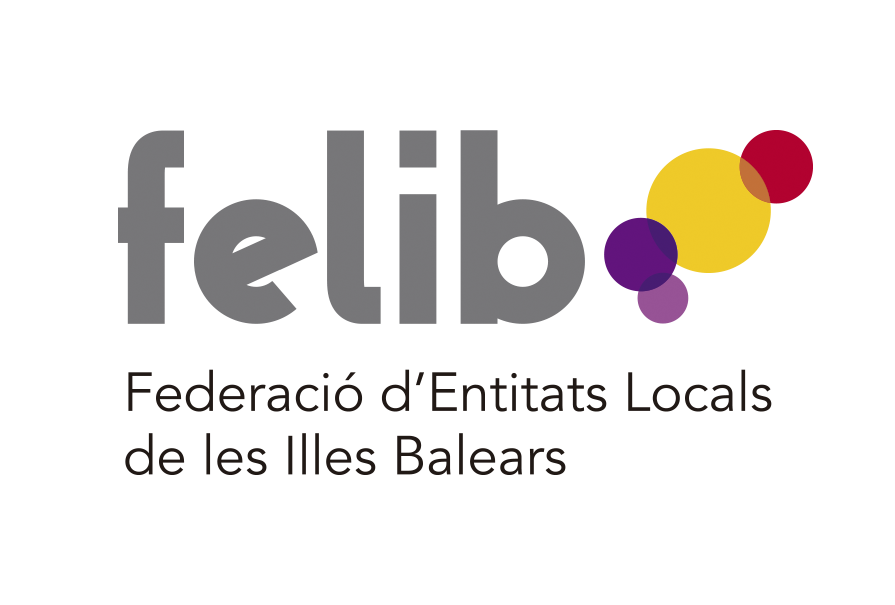 felib
Federació d’Entitats Locals
de les Illes Balears